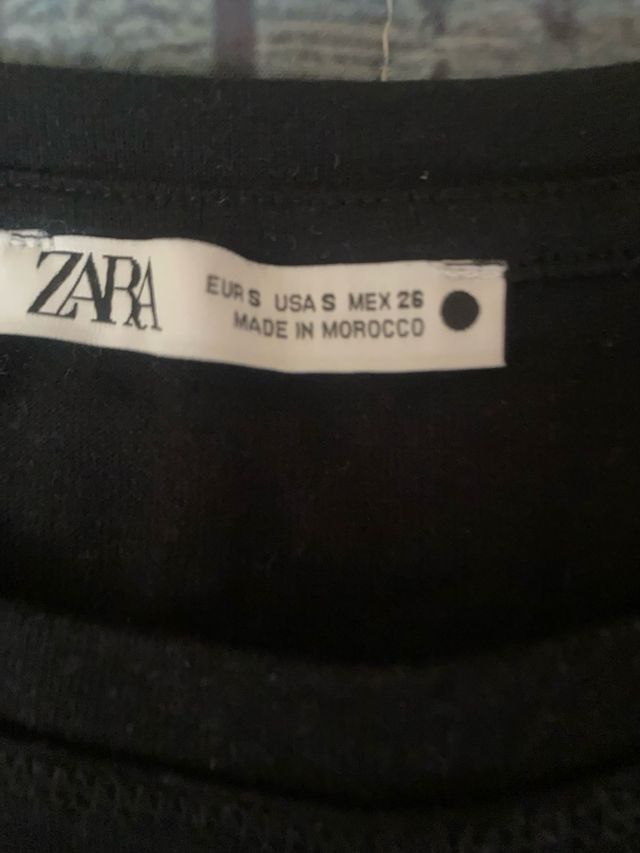 ZARA
EUR S USA S MEX 26
MADE IN MOROCCO